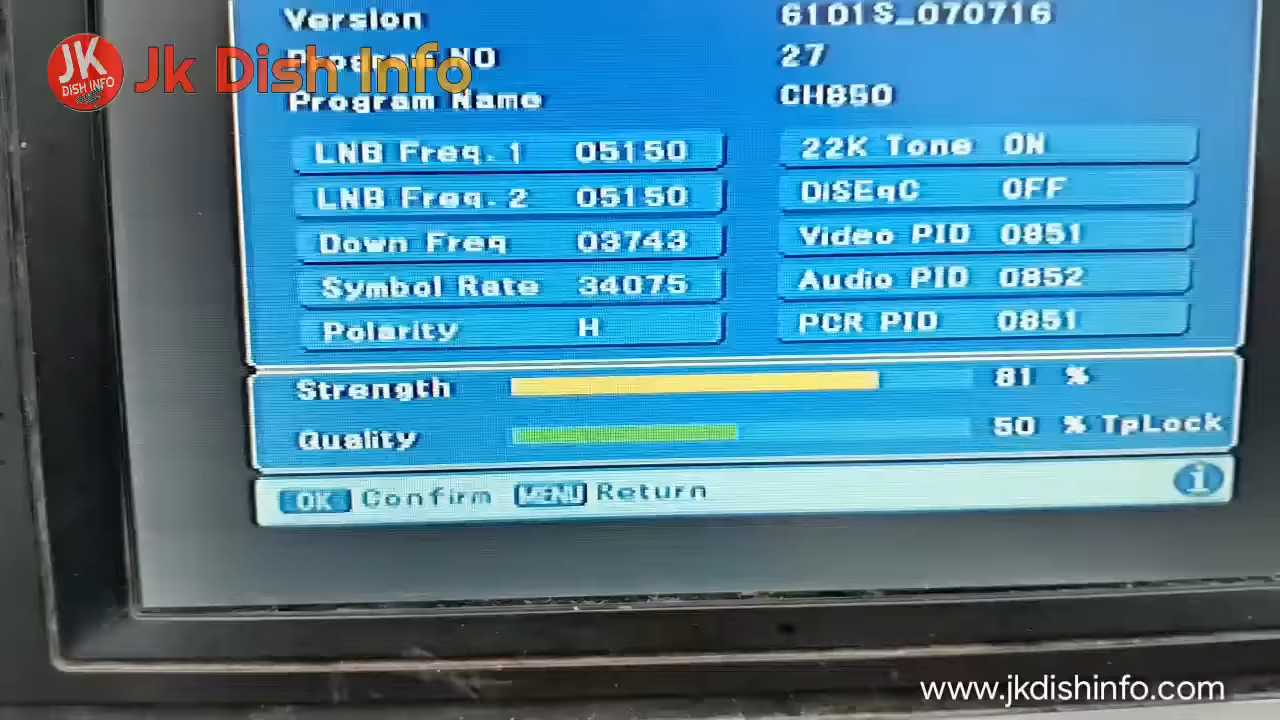 Version 6101S_070716
Program NO 27
Program Name CH850
LNB Freq. 1 05150
22K Tone ON
LNB Freq. 2 05150
DiSEqC OFF
Down Freq 03743
Video PID 0851
Symbol Rate 34075
Audio PID 0852
Polarity H
PCR PID 0851
Strength 81 %
Quality 50 % TpLock
OK Confirm MENU Return
i
JK
DISH INFO
Jk Dish Info
www.jkdishinfo.com